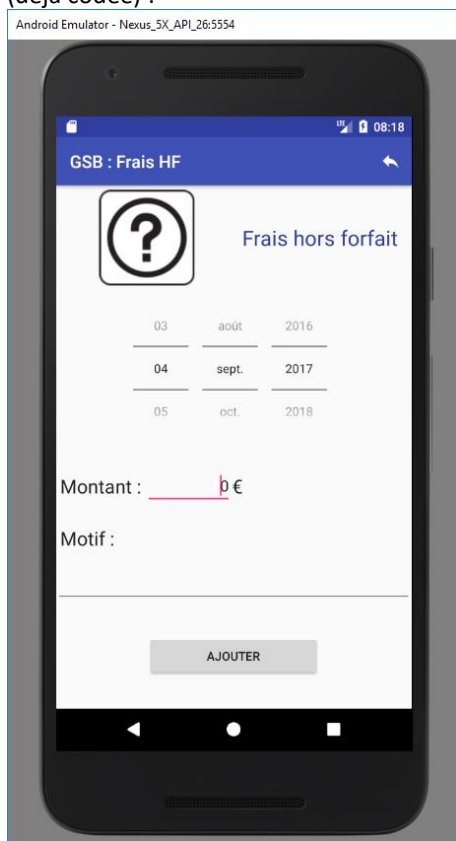 (déjà codée) :
Android Emulator - Nexus_5X_API_26:5554
LTE 08:18
GSB : Frais HF
?
Frais hors forfait
03 août 2016
04 sept. 2017
05 oct. 2018
Montant : 0 €
Motif :
AJOUTER